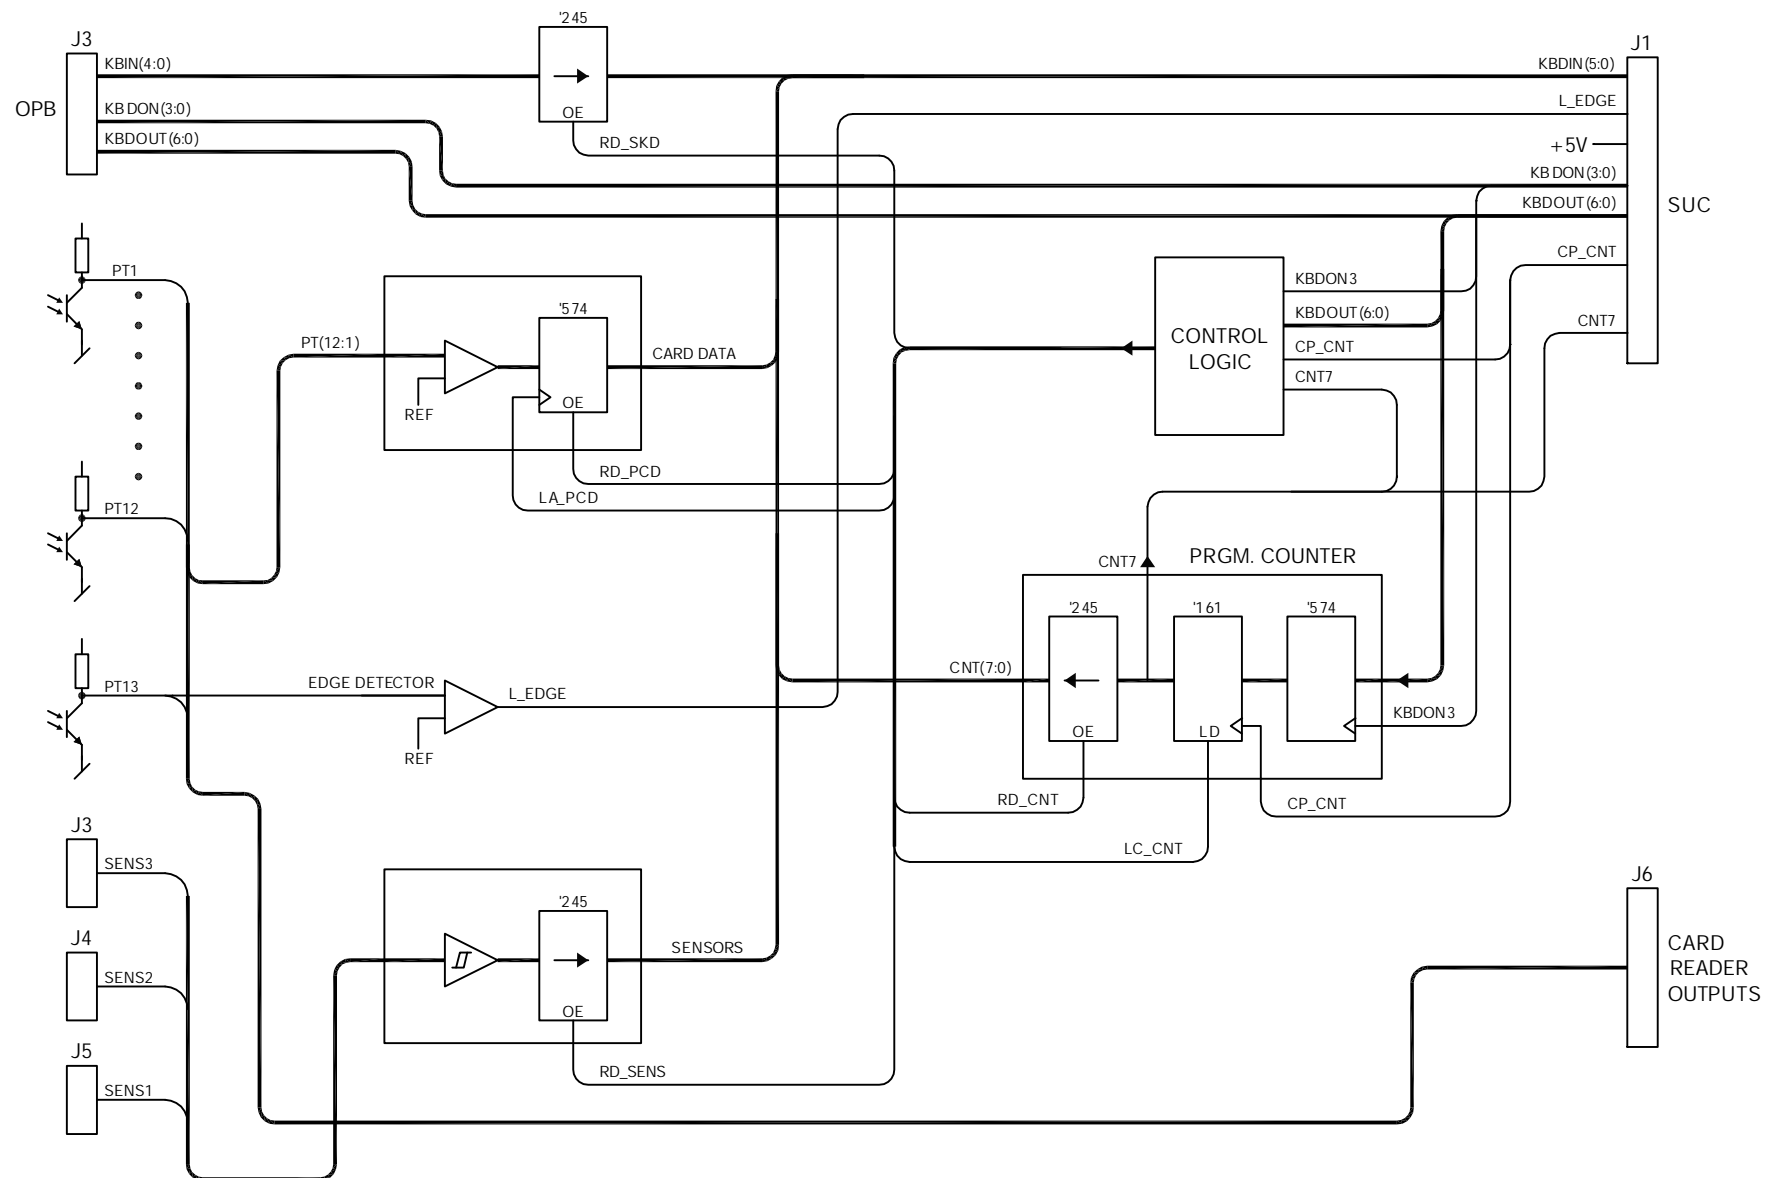 '245
J3
J1
KBIN(4:0)
KBDIN(5:0)
L_EDGE
OPB
KBDON(3:0)
OE
KBDOUT(6:0)
RD_SKD
+5V
KBDON(3:0)
KBDOUT(6:0)
SUC
CP_CNT
PT1
KBDON3
'574
KBDOUT(6:0)
CNT7
CONTROL
LOGIC
PT(12:1)
CARD DATA
CP_CNT
CNT7
REF
OE
RD_PCD
LA_PCD
PT12
PRGM. COUNTER
CNT7
'245
'161
'574
CNT(7:0)
PT13
EDGE DETECTOR
L_EDGE
KBDON3
OE
LD
REF
RD_CNT
CP_CNT
J3
LC_CNT
SENS3
J6
'245
J4
SENSORS
CARD
READER
OUTPUTS
SENS2
OE
J5
RD_SENS
SENS1